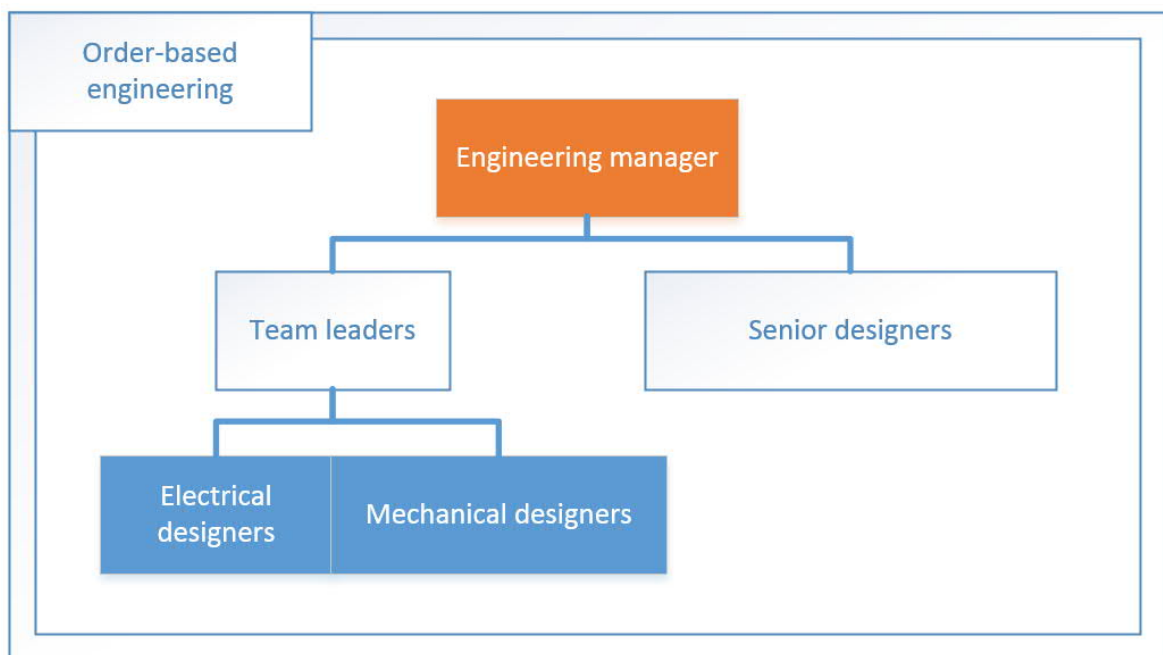 Order-based
engineering
Engineering manager
Team leaders
Senior designers
Electrical
designers
Mechanical designers